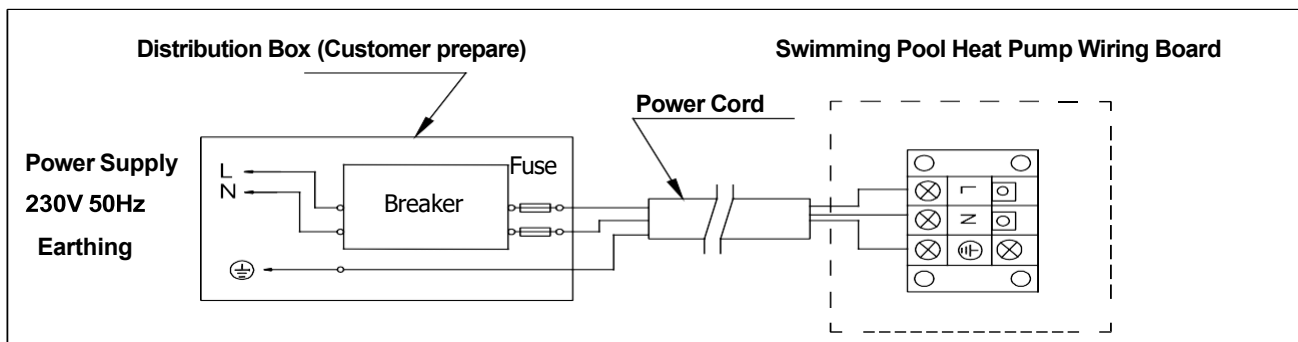 Distribution Box (Customer prepare)
Swimming Pool Heat Pump Wiring Board
Power Cord
Power Supply
230V 50Hz
Earthing
L
N
Fuse
Breaker
L
N